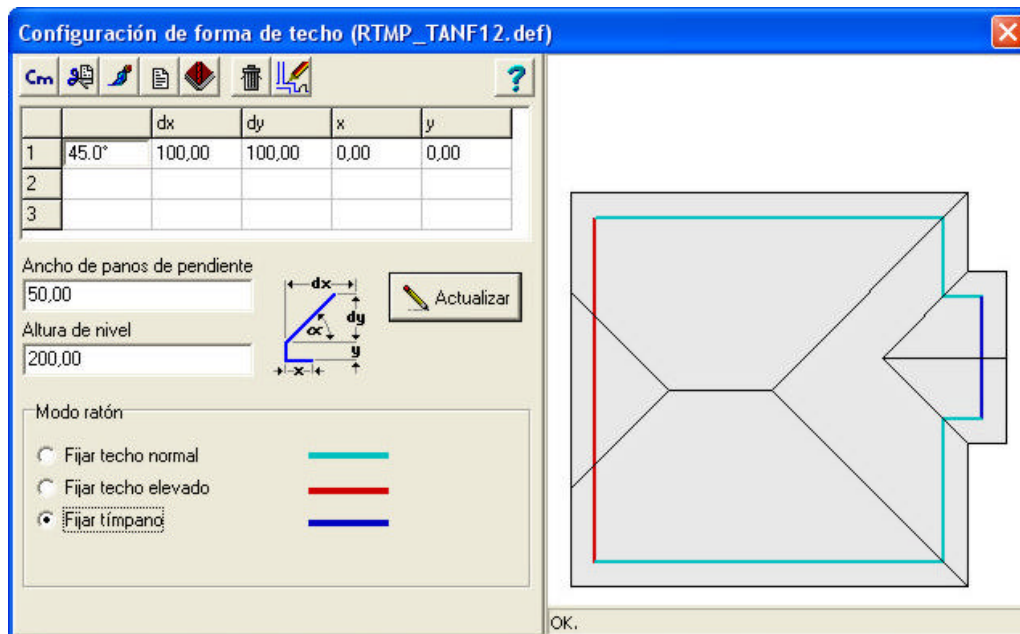 Configuración de forma de techo (RTMP_TANF12.def)
Cm ?
dx dy x y
1 45.0° 100,00 100,00 0,00 0,00
2
3
Ancho de panos de pendiente
50,00
Altura de nivel
200,00
dx
dy
α
y
x
Actualizar
Modo ratón
Fijar techo normal
Fijar techo elevado
Fijar tímpano
OK.